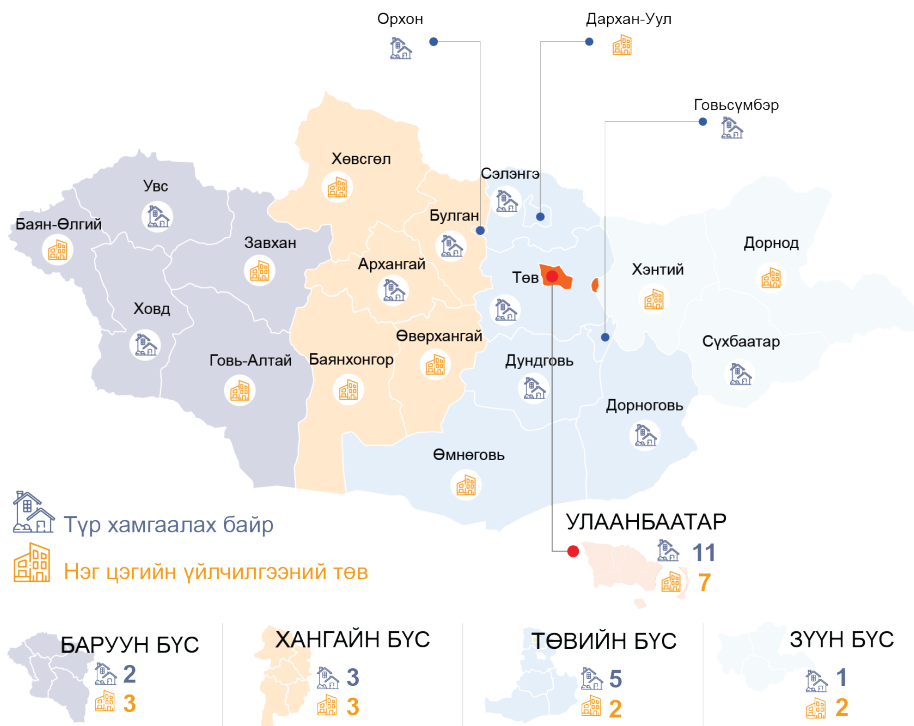 Орхон
Дархан-Уул
Говьсүмбэр
Хөвсгөл
Сэлэнгэ
Увс
Баян-Өлгий
Завхан
Булган
Дорнод
Архангай
Төв
Хэнтий
Ховд
Өвөрхангай
Сүхбаатар
Говь-Алтай
Баянхонгор
Дундговь
Дорноговь
Өмнөговь
Түр хамгаалах байр
Нэг цэгийн үйлчилгээний төв
УЛААНБААТАР
11
7
БАРУУН БҮС
2
3
ХАНГАЙН БҮС
3
3
ТӨВИЙН БҮС
5
2
ЗҮҮН БҮС
1
2